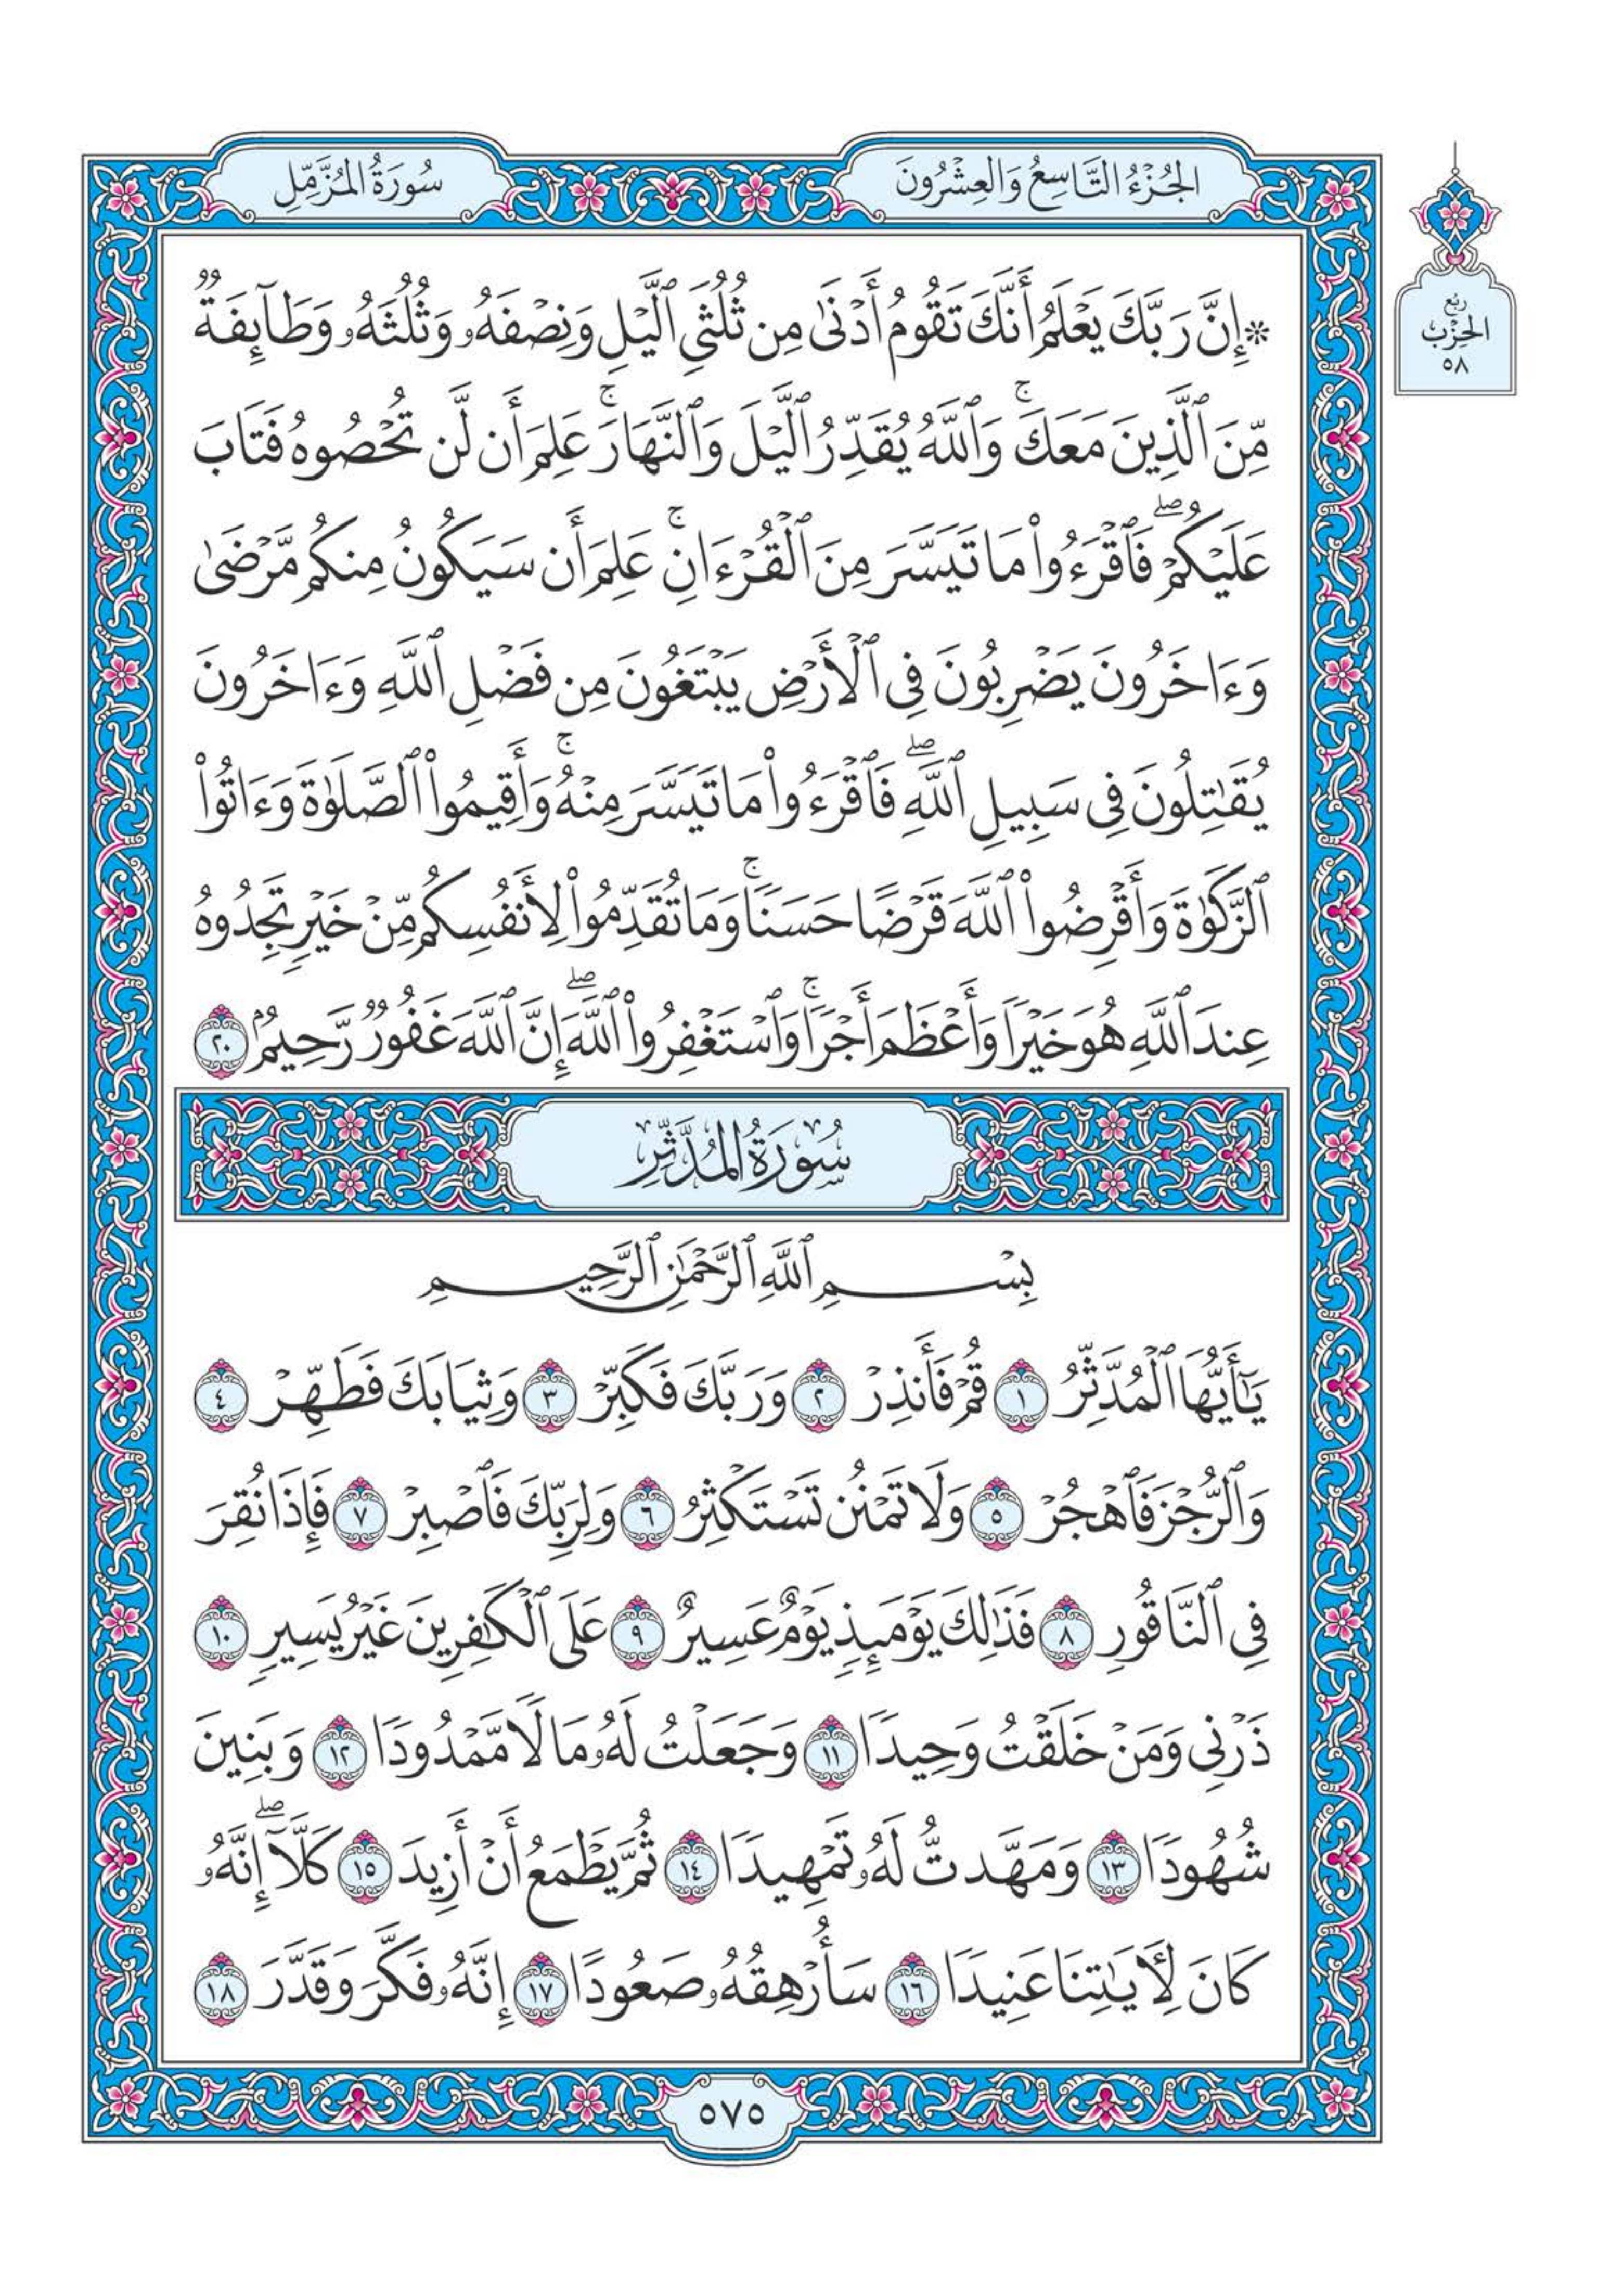 الجُزْءُ التَّاسِعُ وَالعِشْرُونَ
سُورَةُ المُزَّمِّلِ
رُبْع
الحِزْب
٥٨
۞إِنَّ رَبَّكَ يَعْلَمُ أَنَّكَ تَقُومُ أَدْنَىٰ مِن ثُلُثَيِ ٱلَّيْلِ وَنِصْفَهُۥ وَثُلُثَهُۥ وَطَآئِفَةٌ
مِّنَ ٱلَّذِينَ مَعَكَۚ وَٱللَّهُ يُقَدِّرُ ٱلَّيْلَ وَٱلنَّهَارَۚ عَلِمَ أَن لَّن تُحْصُوهُ فَتَابَ
عَلَيْكُمْۖ فَٱقْرَءُوا۟ مَا تَيَسَّرَ مِنَ ٱلْقُرْءَانِۚ عَلِمَ أَن سَيَكُونُ مِنكُم مَّرْضَىٰ
وَءَاخَرُونَ يَضْرِبُونَ فِى ٱلْأَرْضِ يَبْتَغُونَ مِن فَضْلِ ٱللَّهِ وَءَاخَرُونَ
يُقَـٰتِلُونَ فِى سَبِيلِ ٱللَّهِۖ فَٱقْرَءُوا۟ مَا تَيَسَّرَ مِنْهُۚ وَأَقِيمُوا۟ ٱلصَّلَوٰةَ وَءَاتُوا۟
ٱلزَّكَوٰةَ وَأَقْرِضُوا۟ ٱللَّهَ قَرْضًا حَسَنًاۚ وَمَا تُقَدِّمُوا۟ لِأَنفُسِكُم مِّنْ خَيْرٍ تَجِدُوهُ
عِندَ ٱللَّهِ هُوَ خَيْرًا وَأَعْظَمَ أَجْرًاۚ وَٱسْتَغْفِرُوا۟ ٱللَّهَۖ إِنَّ ٱللَّهَ غَفُورٌ رَّحِيمٌۢ ٢٠
سُورَةُ المُدَّثِّرِ
بِسْمِ ٱللَّهِ ٱلرَّحْمَـٰنِ ٱلرَّحِيمِ
يَـٰٓأَيُّهَا ٱلْمُدَّثِّرُ ١ قُمْ فَأَنذِرْ ٢ وَرَبَّكَ فَكَبِّرْ ٣ وَثِيَابَكَ فَطَهِّرْ ٤
وَٱلرُّجْزَ فَٱهْجُرْ ٥ وَلَا تَمْنُن تَسْتَكْثِرُ ٦ وَلِرَبِّكَ فَٱصْبِرْ ٧ فَإِذَا نُقِرَ
فِى ٱلنَّاقُورِ ٨ فَذَٰلِكَ يَوْمَئِذٍ يَوْمٌ عَسِيرٌ ٩ عَلَى ٱلْكَـٰفِرِينَ غَيْرُ يَسِيرٍ ١٠
ذَرْنِى وَمَنْ خَلَقْتُ وَحِيدًا ١١ وَجَعَلْتُ لَهُۥ مَالًا مَّمْدُودًا ١٢ وَبَنِينَ
شُهُودًا ١٣ وَمَهَّدتُّ لَهُۥ تَمْهِيدًا ١٤ ثُمَّ يَطْمَعُ أَنْ أَزِيدَ ١٥ كَلَّآۖ إِنَّهُۥ
كَانَ لِـَٔايَـٰتِنَا عَنِيدًا ١٦ سَأُرْهِقُهُۥ صَعُودًا ١٧ إِنَّهُۥ فَكَّرَ وَقَدَّرَ ١٨
٥٧٥